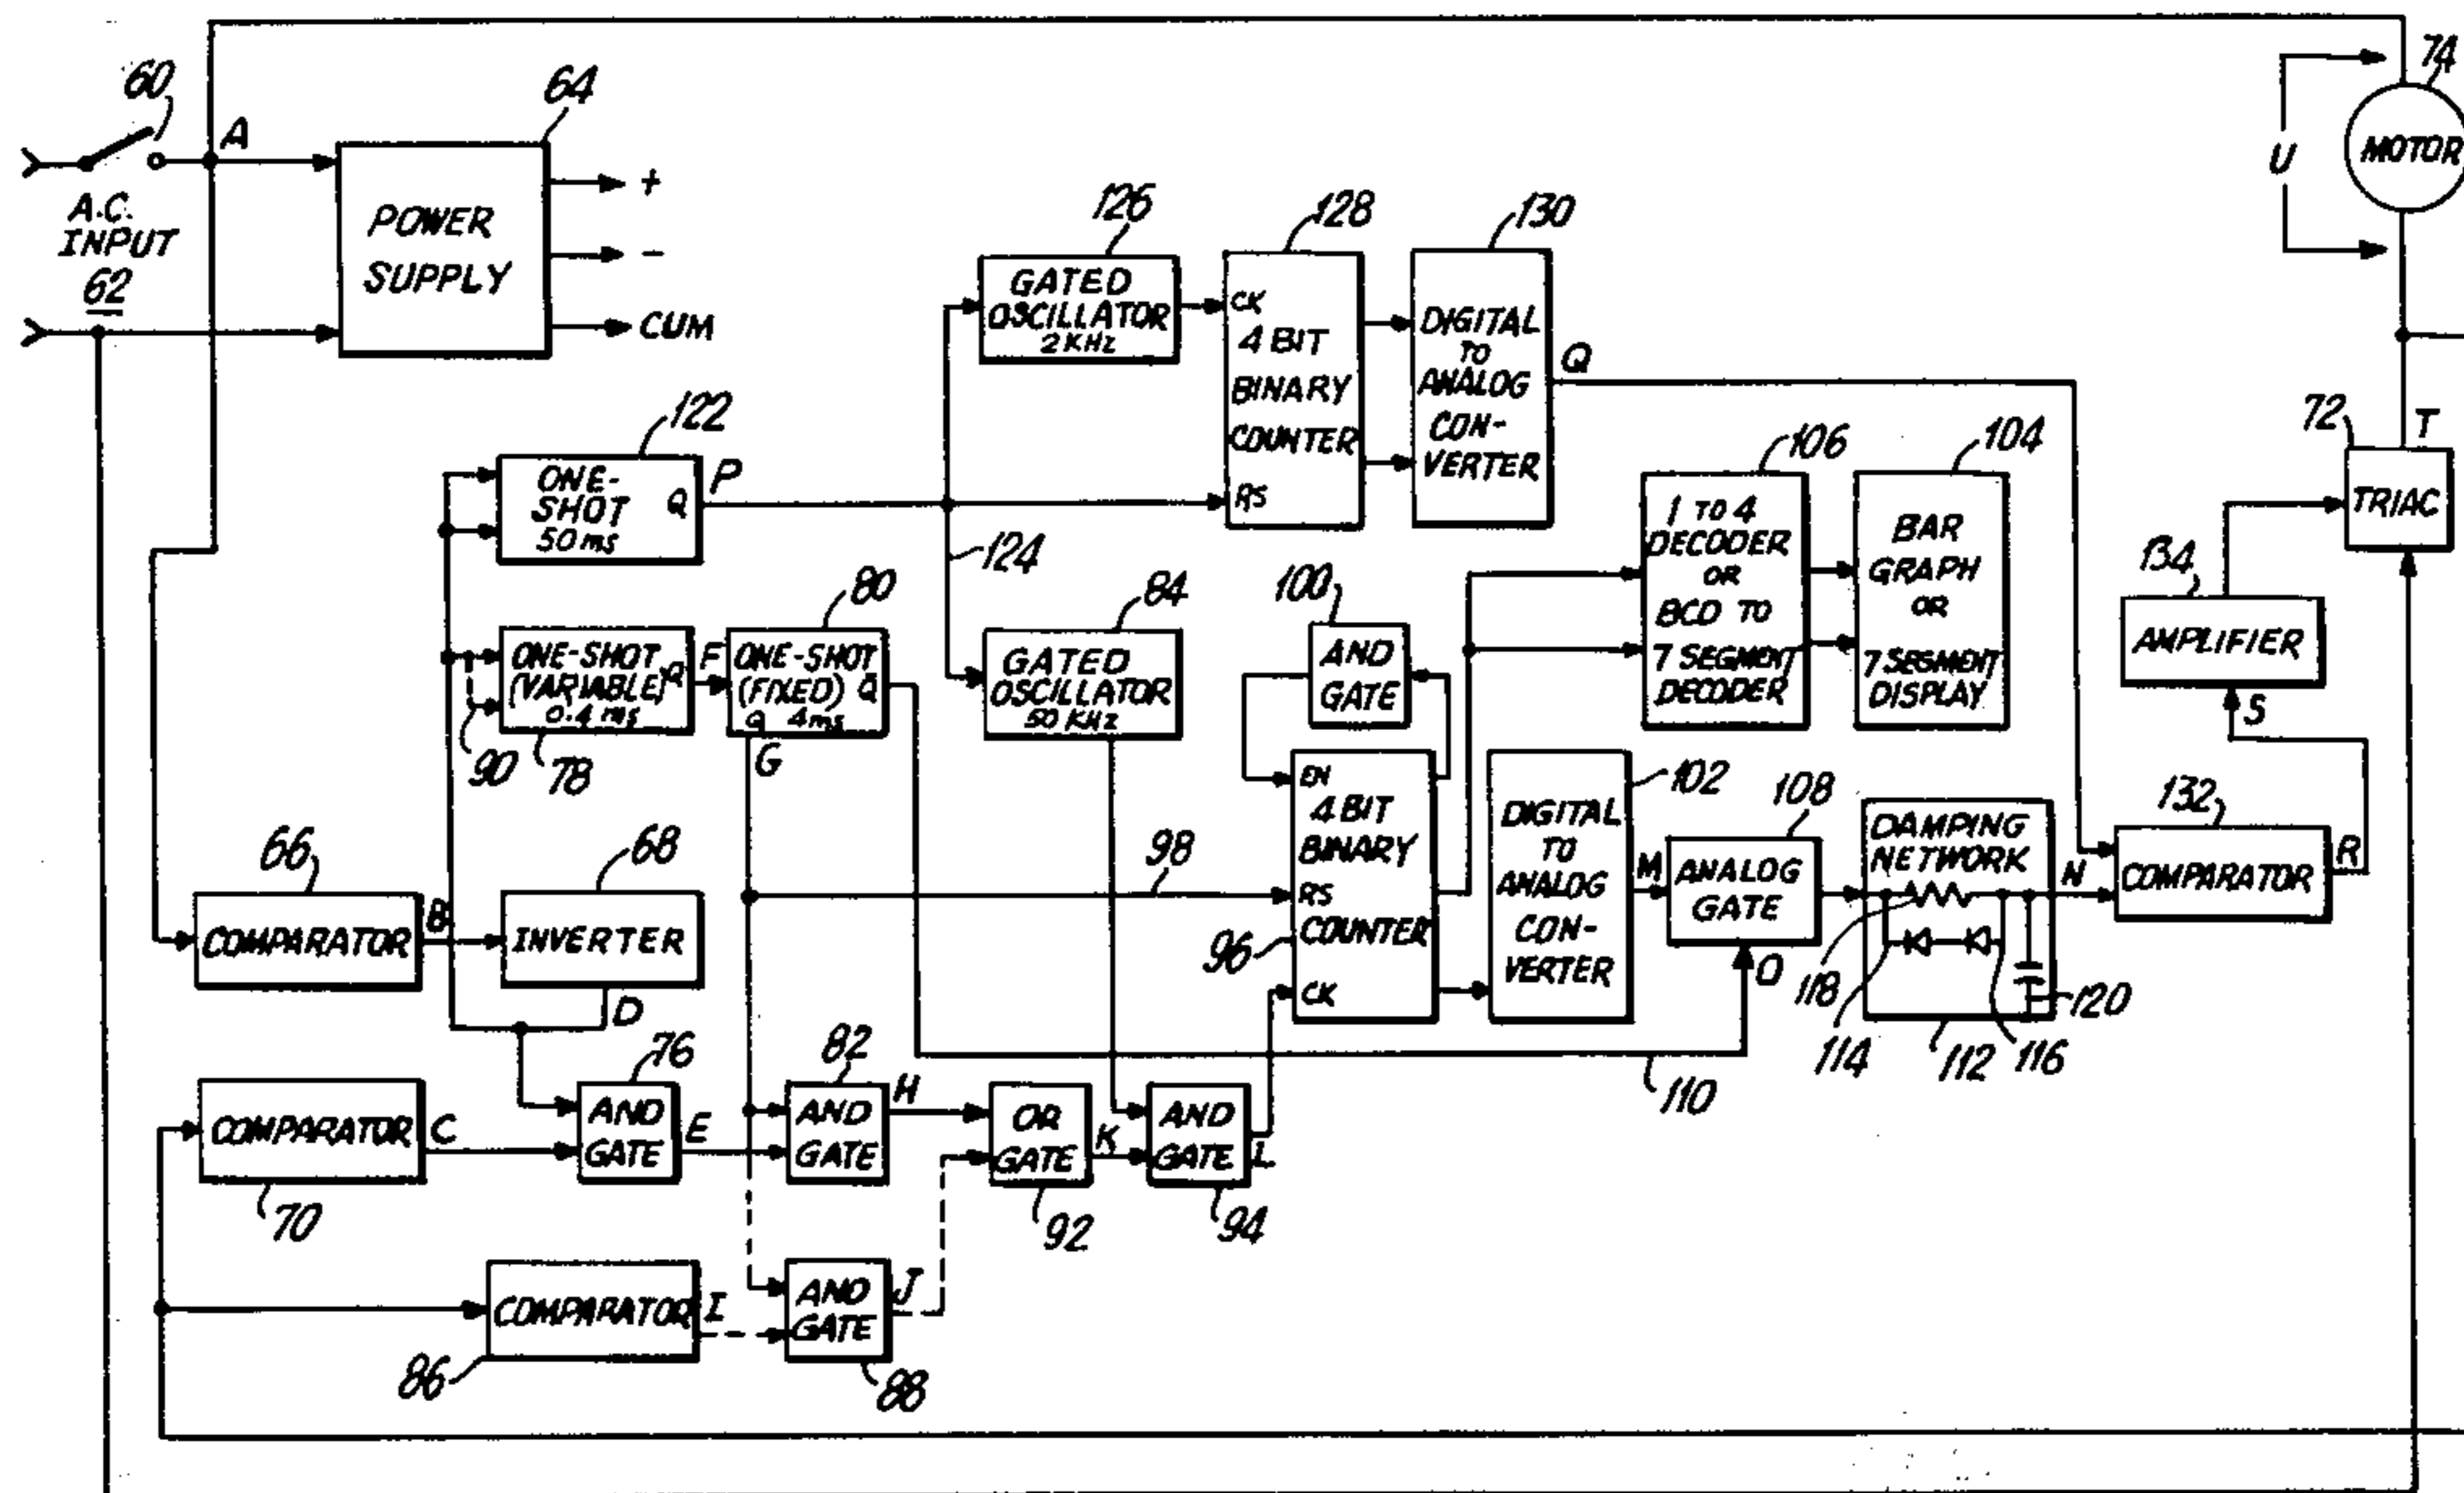 60
A
A.C.
INPUT
62
64
POWER
SUPPLY
+
-
CUM
74
MOTOR
U
126
GATED
OSCILLATOR
2 KHz
128
CK
4 BIT
BINARY
COUNTER
RS
130
DIGITAL
TO
ANALOG
CON-
VERTER
Q
122
ONE-
SHOT
50 ms
Q
P
124
106
1 TO 4
DECODER
OR
BCD TO
7 SEGMENT
DECODER
104
BAR
GRAPH
OR
7 SEGMENT
DISPLAY
72
T
TRIAC
134
AMPLIFIER
S
ONE-SHOT
(VARIABLE)
0.4 ms
Q
90
78
F
80
ONE-SHOT
(FIXED)
Q̄
Q 4ms
G
84
GATED
OSCILLATOR
50 KHz
100
AND
GATE
EN
4 BIT
BINARY
RS
COUNTER
CK
96
98
102
DIGITAL
TO
ANALOG
CON-
VERTER
M
108
ANALOG
GATE
O
110
DAMPING
NETWORK
118
114
112
116
120
N
132
COMPARATOR
R
66
COMPARATOR
B
68
INVERTER
D
COMPARATOR
70
C
76
AND
GATE
E
82
AND
GATE
H
OR
GATE
92
K
AND
GATE
94
L
COMPARATOR
86
I
AND
GATE
88
J